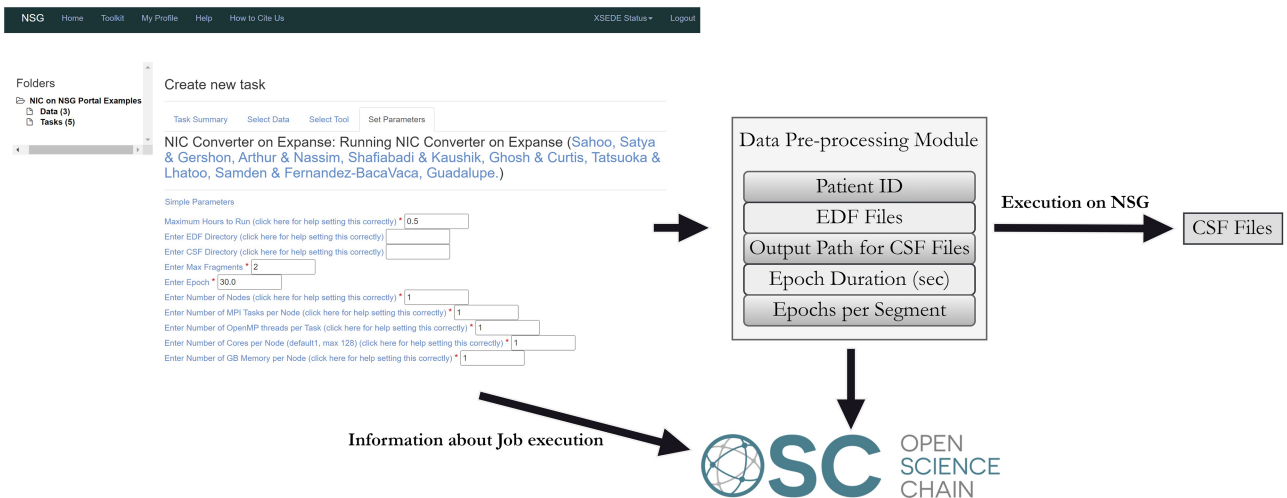 NSG Home Toolkit My Profile Help How to Cite Us XSEDE Status Logout
Folders
NIC on NSG Portal Examples
Data (3)
Tasks (5)
Create new task
Task Summary Select Data Select Tool Set Parameters
NIC Converter on Expanse: Running NIC Converter on Expanse (Sahoo, Satya
& Gershon, Arthur & Nassim, Shafiabadi & Kaushik, Ghosh & Curtis, Tatsuoka &
Lhatoo, Samden & Fernandez-BacaVaca, Guadalupe.)
Simple Parameters
Maximum Hours to Run (click here for help setting this correctly) * 0.5
Enter EDF Directory (click here for help setting this correctly)
Enter CSF Directory (click here for help setting this correctly)
Enter Max Fragments * 2
Enter Epoch * 30.0
Enter Number of Nodes (click here for help setting this correctly) * 1
Enter Number of MPI Tasks per Node (click here for help setting this correctly) * 1
Enter Number of OpenMP threads per Task (click here for help setting this correctly) * 1
Enter Number of Cores per Node (default1, max 128) (click here for help setting this correctly) * 1
Enter Number of GB Memory per Node (click here for help setting this correctly) * 1
Data Pre-processing Module
Patient ID
EDF Files
Output Path for CSF Files
Epoch Duration (sec)
Epochs per Segment
Execution on NSG
CSF Files
Information about Job execution
OSC
OPEN
SCIENCE
CHAIN